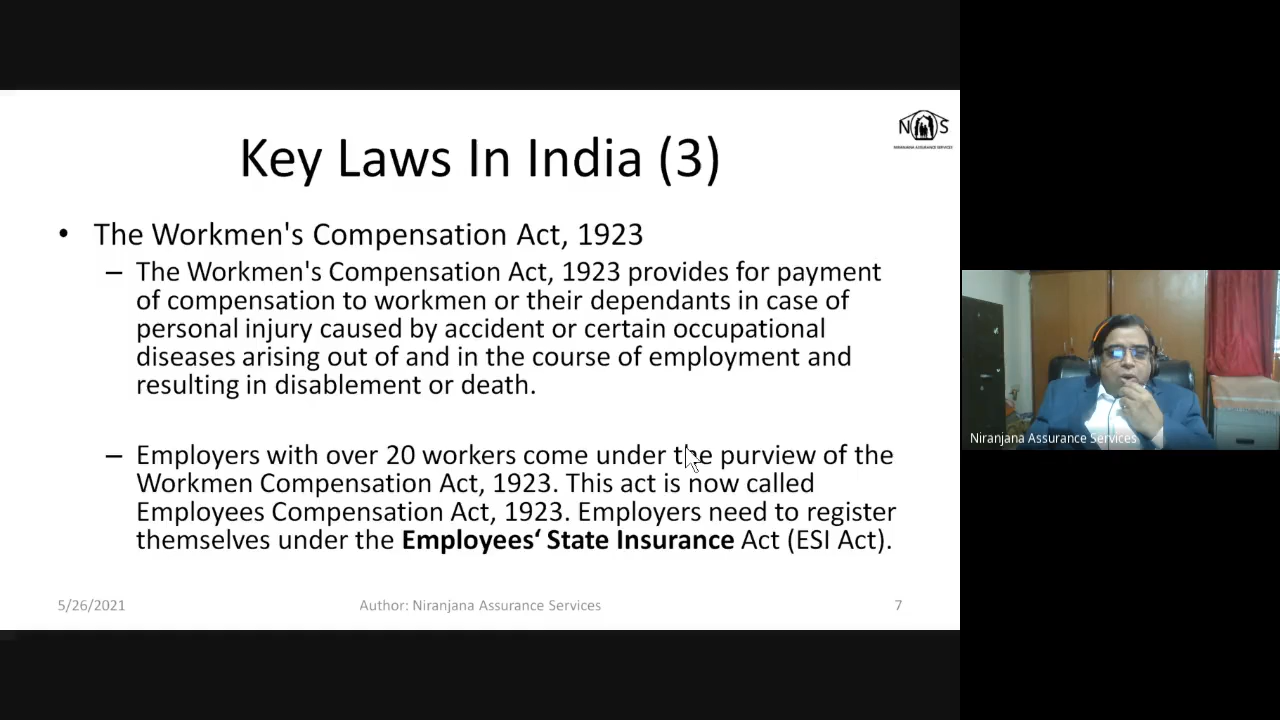 N S
NIRANJANA ASSURANCE SERVICES
Key Laws In India (3)
• The Workmen's Compensation Act, 1923
– The Workmen's Compensation Act, 1923 provides for payment
of compensation to workmen or their dependants in case of
personal injury caused by accident or certain occupational
diseases arising out of and in the course of employment and
resulting in disablement or death.
– Employers with over 20 workers come under the purview of the
Workmen Compensation Act, 1923. This act is now called
Employees Compensation Act, 1923. Employers need to register
themselves under the Employees‘ State Insurance Act (ESI Act).
5/26/2021
Author: Niranjana Assurance Services
7
Niranjana Assurance Services